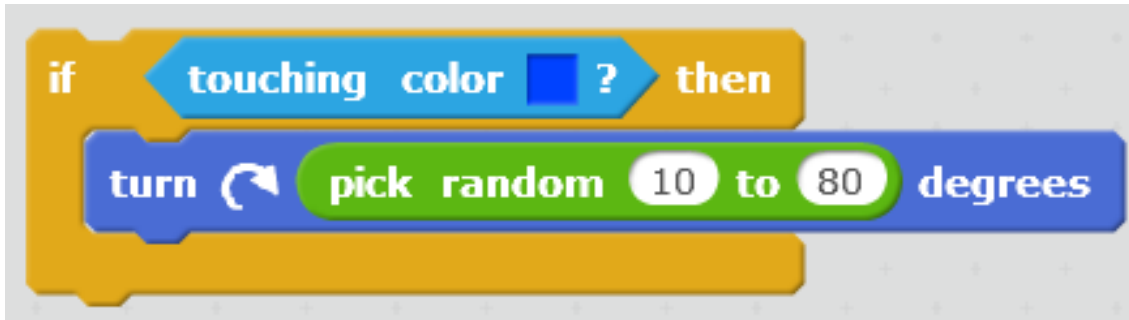 if touching color ? then
turn pick random 10 to 80 degrees